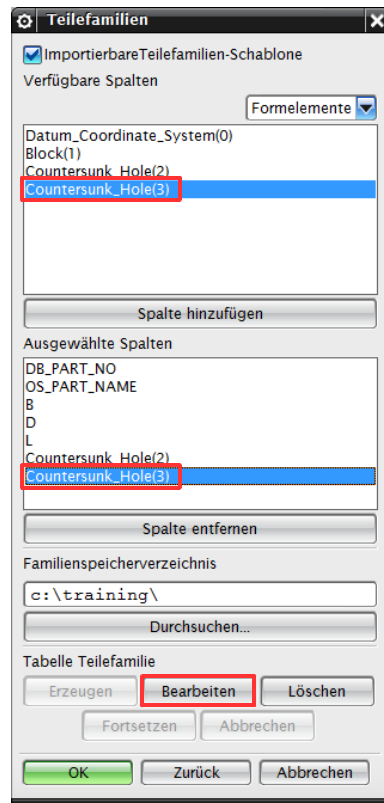 Teilefamilien
ImportierbareTeilefamilien-Schablone
Verfügbare Spalten
Formelemente
Datum_Coordinate_System(0)
Block(1)
Countersunk_Hole(2)
Countersunk_Hole(3)
Spalte hinzufügen
Ausgewählte Spalten
DB_PART_NO
OS_PART_NAME
B
D
L
Countersunk_Hole(2)
Countersunk_Hole(3)
Spalte entfernen
Familienspeicherverzeichnis
c:\training\
Durchsuchen...
Tabelle Teilefamilie
Erzeugen Bearbeiten Löschen
Fortsetzen Abbrechen
OK Zurück Abbrechen